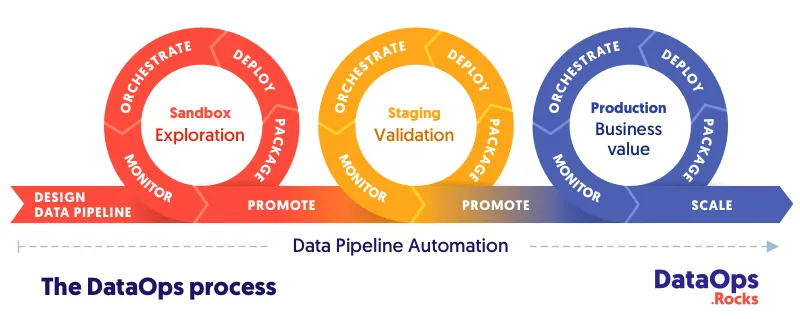 ORCHESTRATE
DEPLOY
PACKAGE
MONITOR
Sandbox
Exploration
ORCHESTRATE
DEPLOY
PACKAGE
MONITOR
Staging
Validation
ORCHESTRATE
DEPLOY
PACKAGE
MONITOR
Production
Business
value
DESIGN
DATA PIPELINE
PROMOTE
PROMOTE
SCALE
Data Pipeline Automation
The DataOps process
DataOps
.Rocks